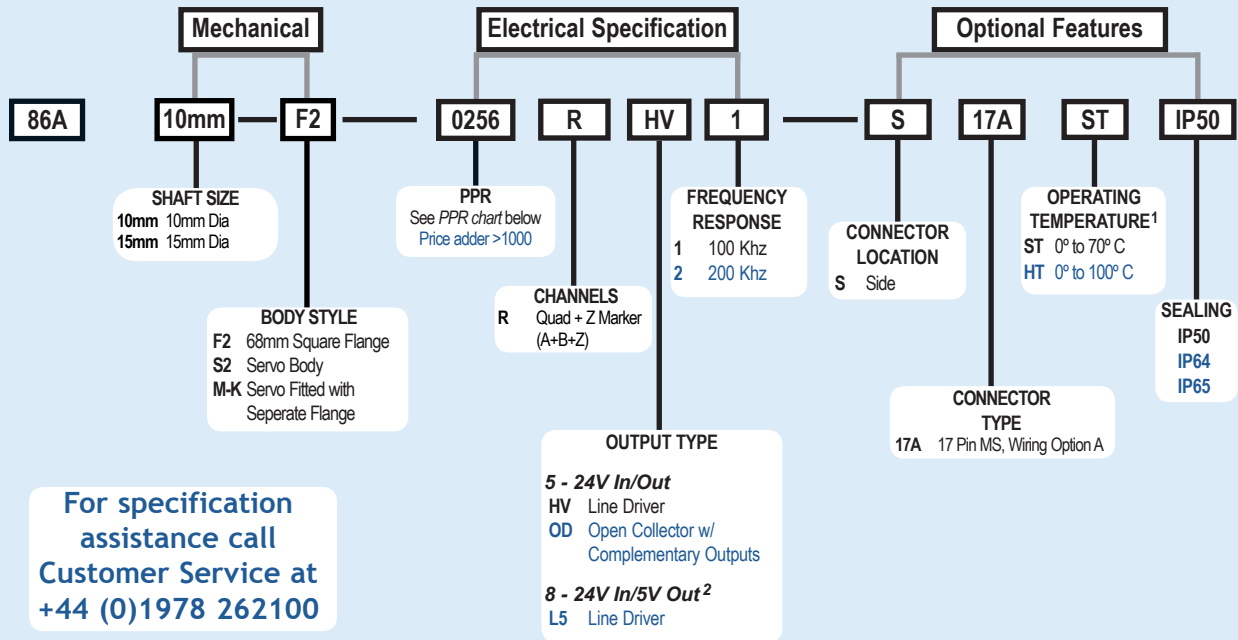 Mechanical
Electrical Specification
Optional Features
86A
10mm
F2
0256
R
HV
1
S
17A
ST
IP50
SHAFT SIZE
10mm 10mm Dia
15mm 15mm Dia
BODY STYLE
F2 68mm Square Flange
S2 Servo Body
M-K Servo Fitted with
Seperate Flange
PPR
See PPR chart below
Price adder >1000
CHANNELS
R Quad + Z Marker
(A+B+Z)
OUTPUT TYPE
5 - 24V In/Out
HV Line Driver
OD Open Collector w/
Complementary Outputs
8 - 24V In/5V Out 2
L5 Line Driver
FREQUENCY
RESPONSE
1 100 Khz
2 200 Khz
CONNECTOR
LOCATION
S Side
CONNECTOR
TYPE
17A 17 Pin MS, Wiring Option A
OPERATING
TEMPERATURE1
ST 0º to 70º C
HT 0º to 100º C
SEALING
IP50
IP64
IP65
For specification
assistance call
Customer Service at
+44 (0)1978 262100